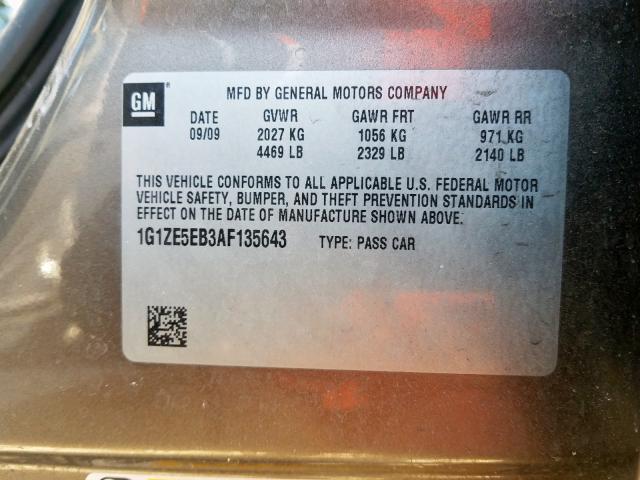 GM
MFD BY GENERAL MOTORS COMPANY
DATE GVWR GAWR FRT GAWR RR
09/09 2027 KG 1056 KG 971 KG
4469 LB 2329 LB 2140 LB
THIS VEHICLE CONFORMS TO ALL APPLICABLE U.S. FEDERAL MOTOR
VEHICLE SAFETY, BUMPER, AND THEFT PREVENTION STANDARDS IN
EFFECT ON THE DATE OF MANUFACTURE SHOWN ABOVE.
1G1ZE5EB3AF135643 TYPE: PASS CAR